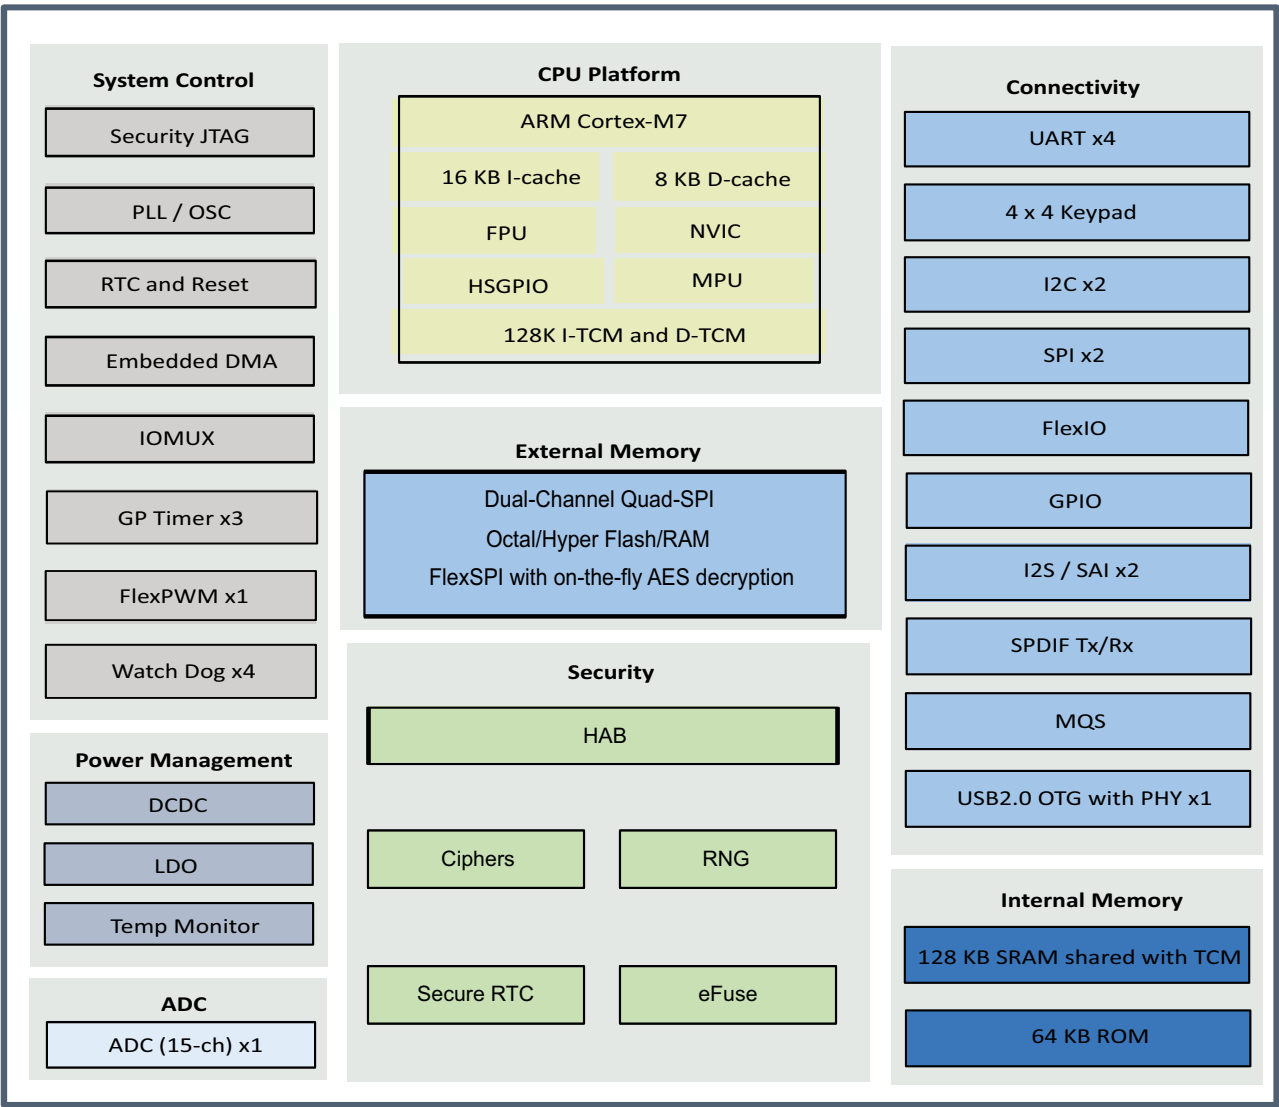 System Control
Security JTAG
PLL / OSC
RTC and Reset
Embedded DMA
IOMUX
GP Timer x3
FlexPWM x1
Watch Dog x4
Power Management
DCDC
LDO
Temp Monitor
ADC
ADC (15-ch) x1
CPU Platform
ARM Cortex-M7
16 KB I-cache
8 KB D-cache
FPU
NVIC
HSGPIO
MPU
128K I-TCM and D-TCM
External Memory
Dual-Channel Quad-SPI
Octal/Hyper Flash/RAM
FlexSPI with on-the-fly AES decryption
Security
HAB
Ciphers
RNG
Secure RTC
eFuse
Connectivity
UART x4
4 x 4 Keypad
I2C x2
SPI x2
FlexIO
GPIO
I2S / SAI x2
SPDIF Tx/Rx
MQS
USB2.0 OTG with PHY x1
Internal Memory
128 KB SRAM shared with TCM
64 KB ROM